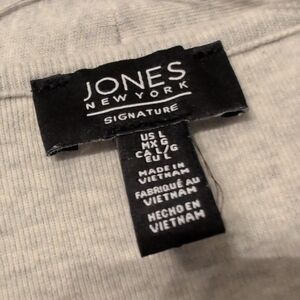 JONES
NEW YORK
SIGNATURE
US L
MX G
CA L/G
EU L
MADE IN
VIETNAM
FABRIQUÉ AU
VIETNAM
HECHO EN
VIETNAM